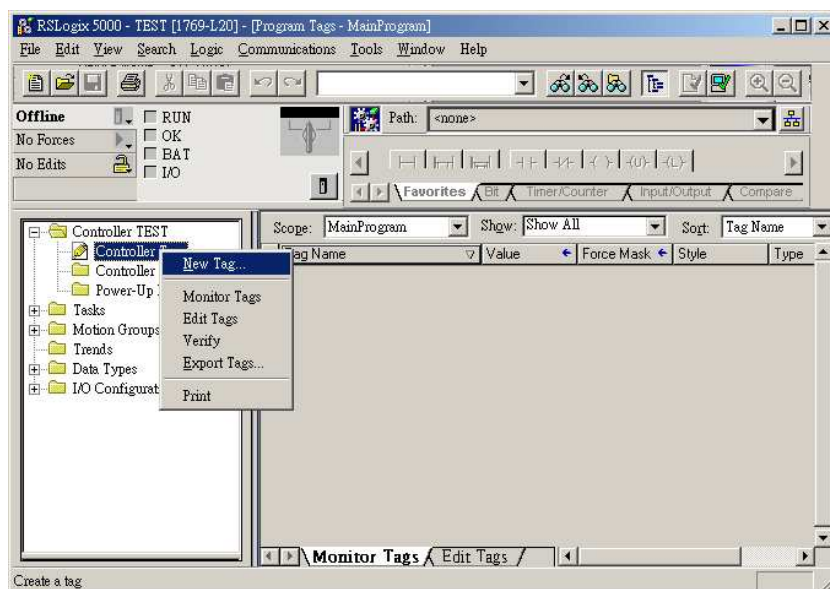 RSLogix 5000 - TEST [1769-L20] - [Program Tags - MainProgram]
File Edit View Search Logic Communications Tools Window Help
Offline
RUN
Path: <none>
No Forces
OK
No Edits
BAT
I/O
Favorites Bit Timer/Counter Input/Output Compare
Scope: MainProgram Show: Show All Sort: Tag Name
Tag Name Value Force Mask Style Type
Controller TEST
Controller
Controller
Power-Up
Tasks
Motion Groups
Trends
Data Types
I/O Configurat
New Tag...
Monitor Tags
Edit Tags
Verify
Export Tags...
Print
Monitor Tags Edit Tags
Create a tag